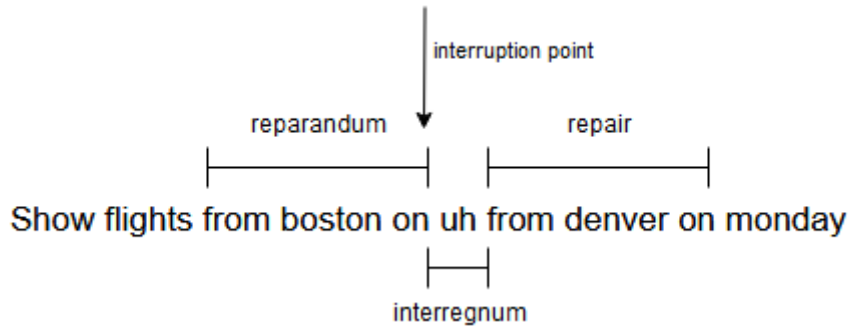 interruption point
reparandum repair
Show flights from boston on uh from denver on monday
interregnum